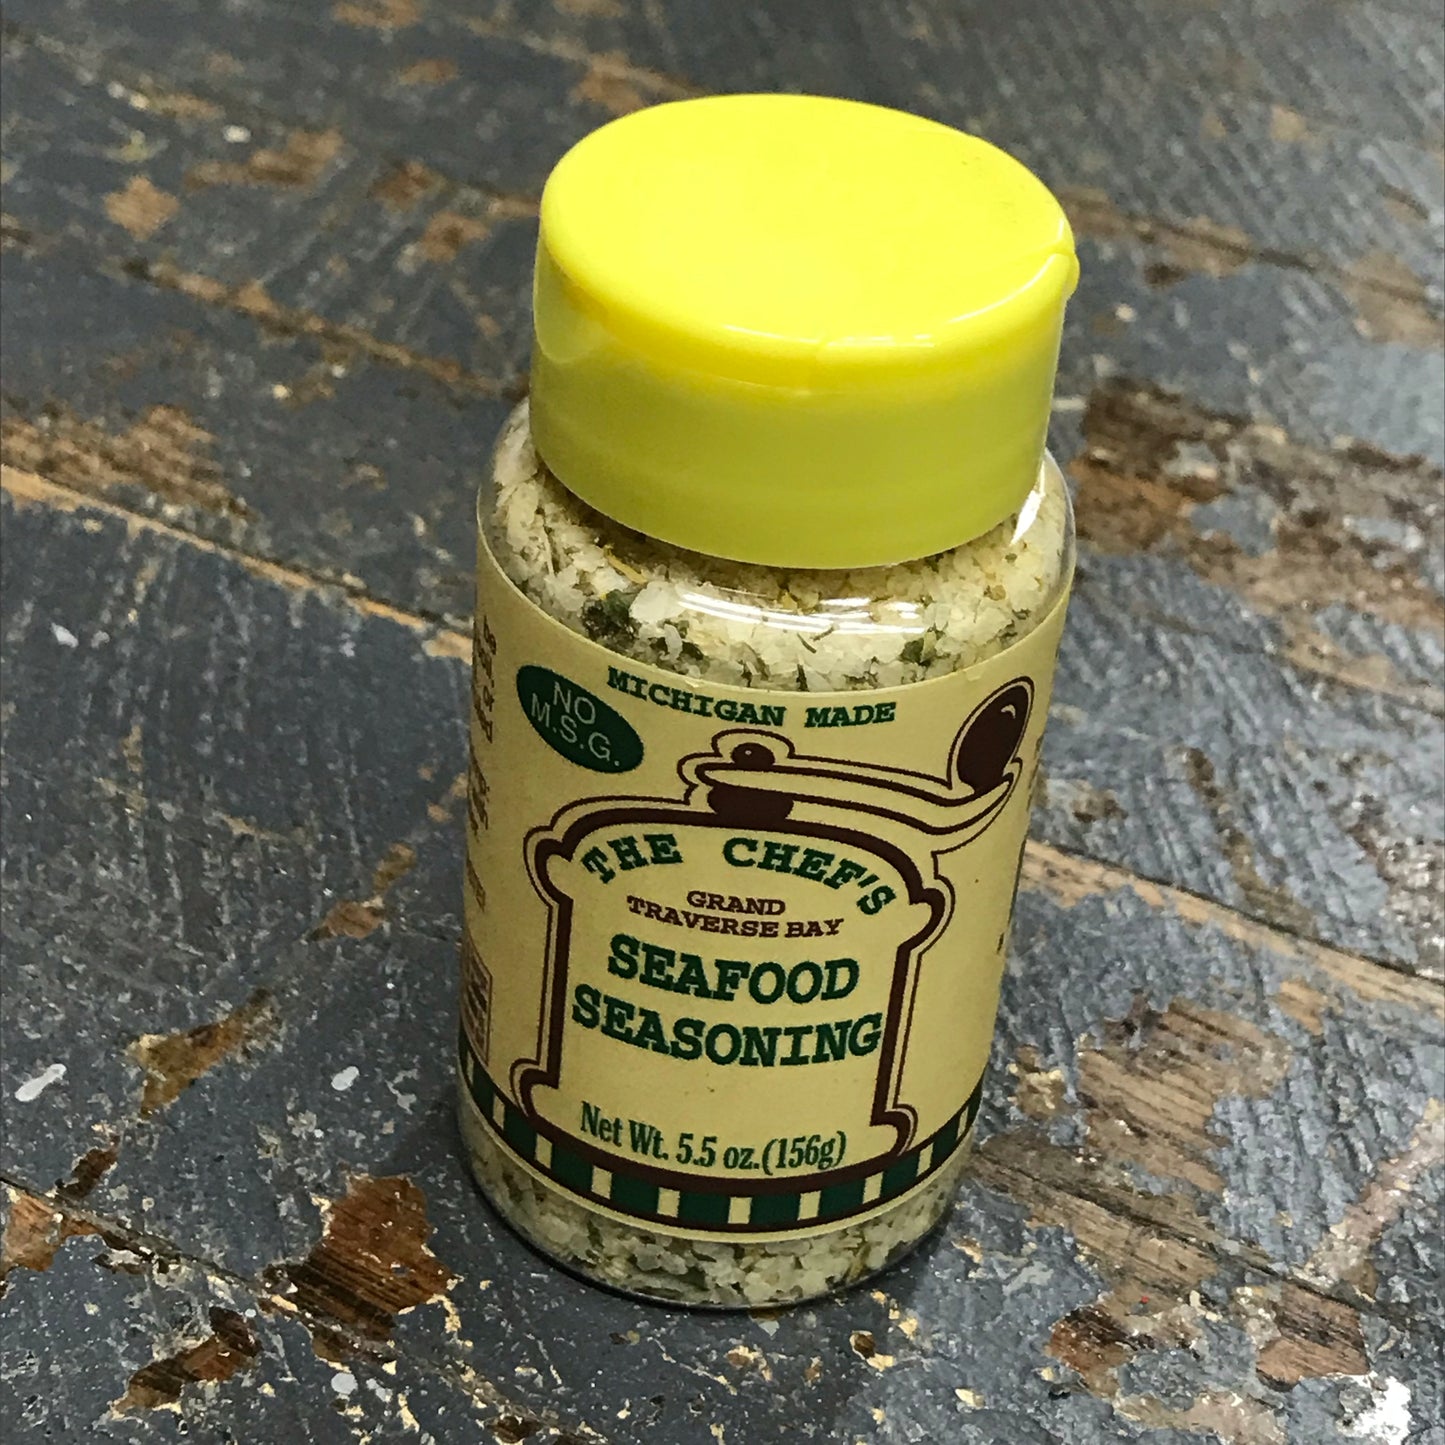 MICHIGAN MADE
NO
M.S.G.
THE CHEF'S
GRAND
TRAVERSE BAY
SEAFOOD
SEASONING
Net Wt. 5.5 oz.(156g)